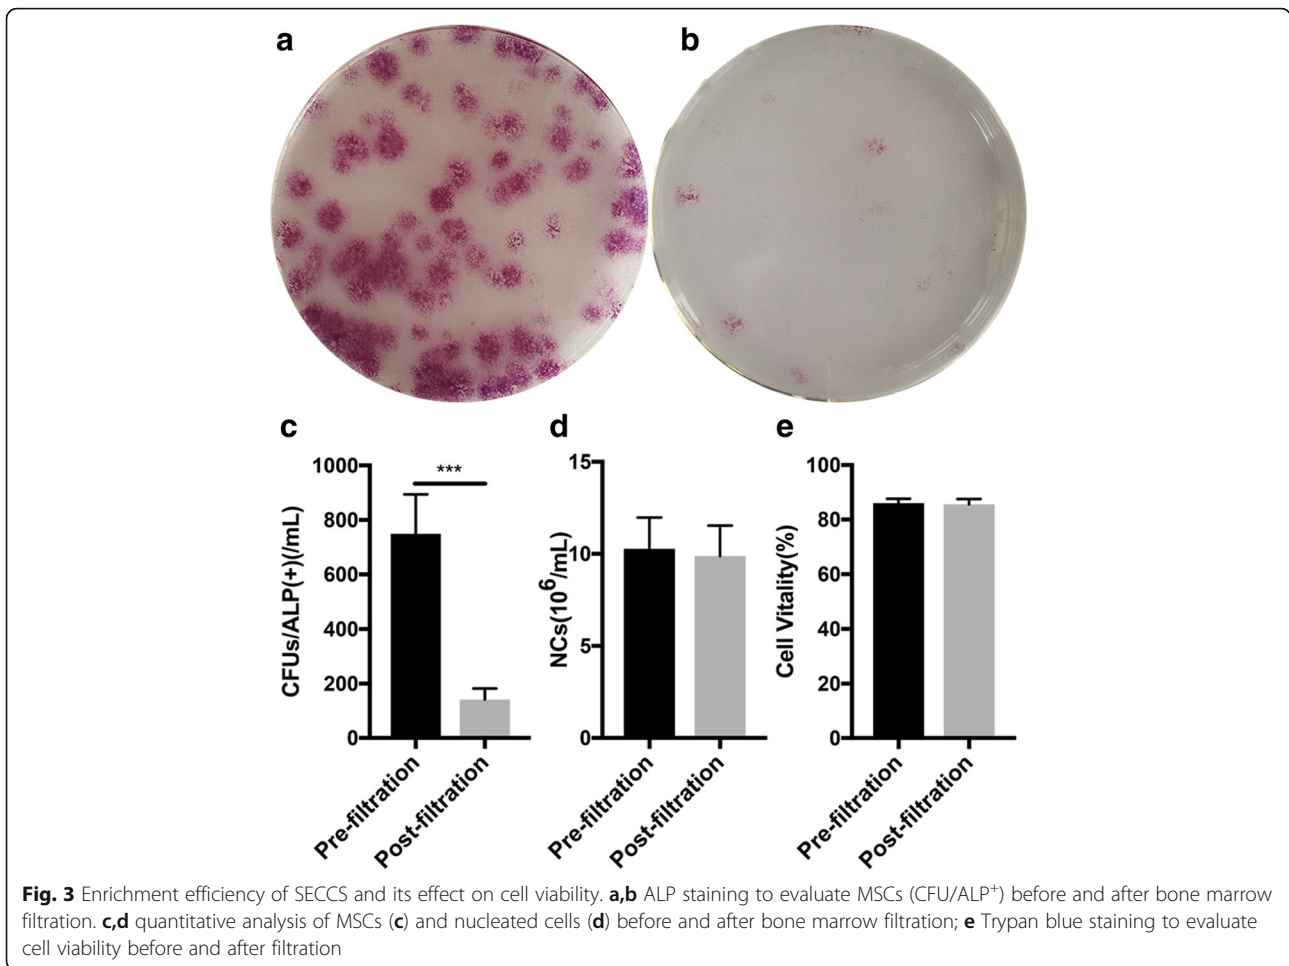 a
b
c
d
e
1000
800
600
400
200
0
CFUs/ALP(+)(/mL)
***
Pre-filtration
Post-filtration
15
10
5
0
NCs(10⁶/mL)
Pre-filtration
Post-filtration
100
80
60
40
20
0
Cell Vitality(%)
Pre-filtration
Post-filtration
Fig. 3 Enrichment efficiency of SECCS and its effect on cell viability. a,b ALP staining to evaluate MSCs (CFU/ALP⁺) before and after bone marrow
filtration. c,d quantitative analysis of MSCs (c) and nucleated cells (d) before and after bone marrow filtration; e Trypan blue staining to evaluate
cell viability before and after filtration